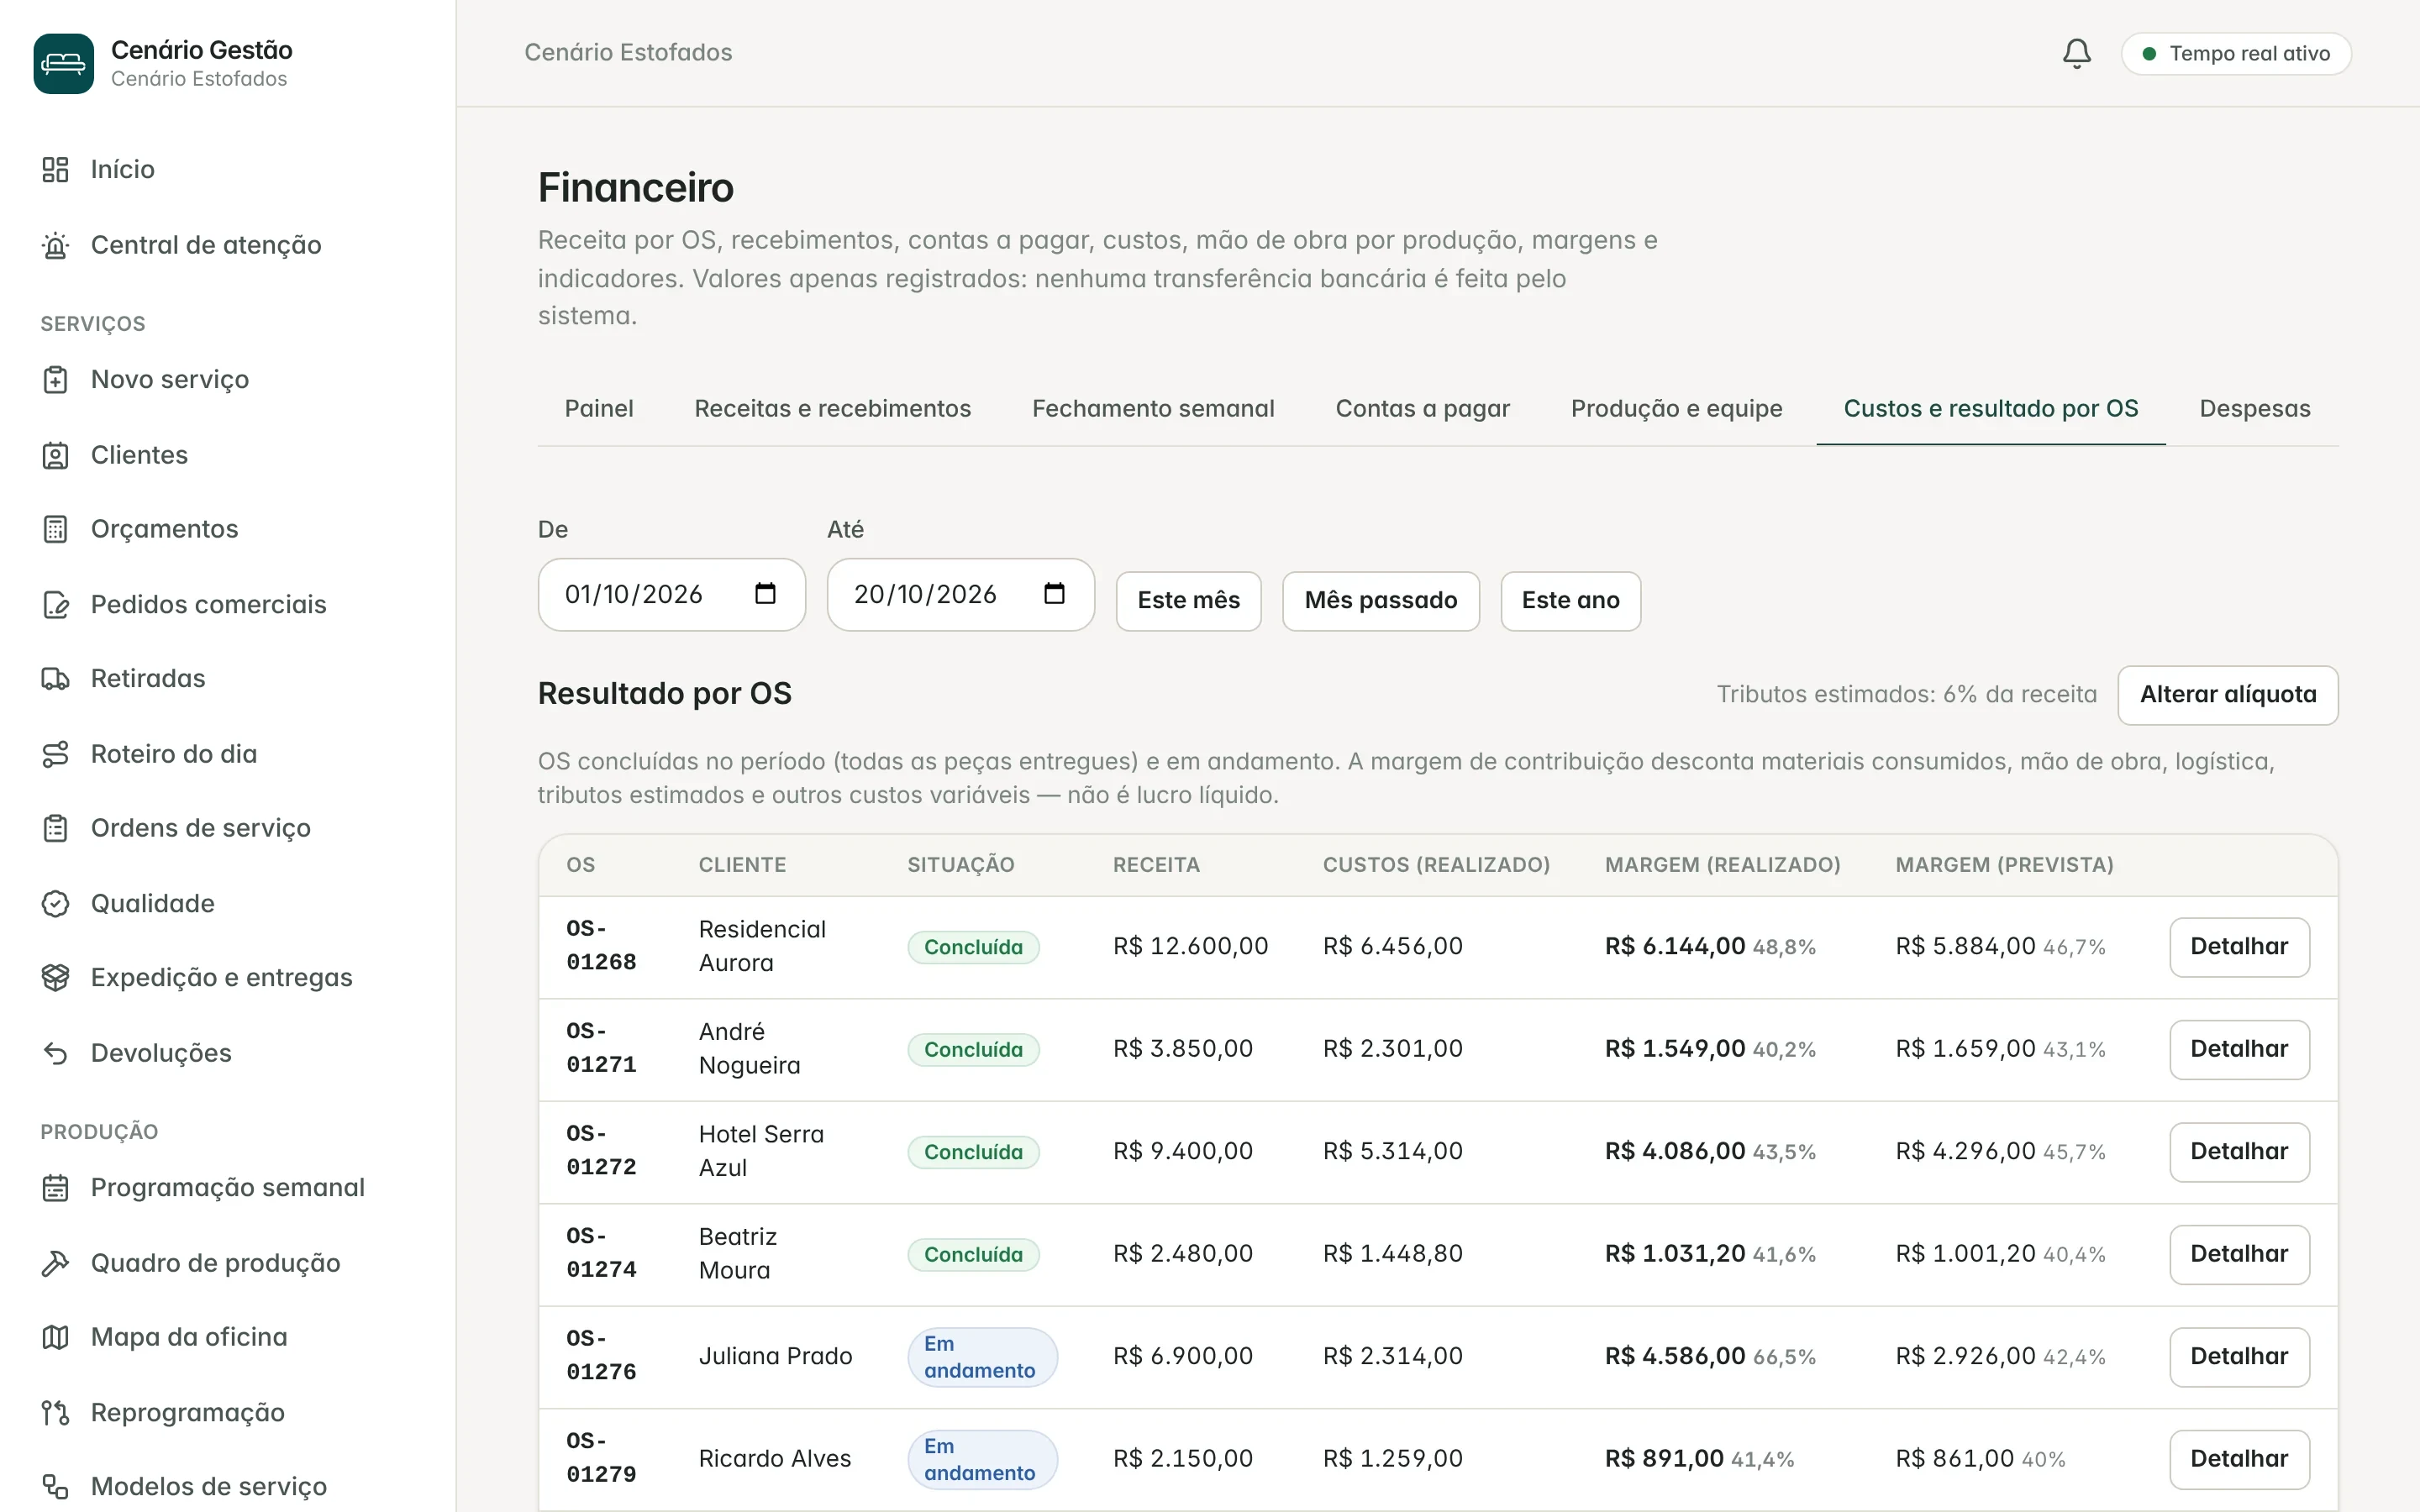 Cenário Gestão
Cenário Estofados
Início
Central de atenção
SERVIÇOS
Novo serviço
Clientes
Orçamentos
Pedidos comerciais
Retiradas
Roteiro do dia
Ordens de serviço
Qualidade
Expedição e entregas
Devoluções
PRODUÇÃO
Programação semanal
Quadro de produção
Mapa da oficina
Reprogramação
Modelos de serviço
Cenário Estofados
Tempo real ativo
Financeiro
Receita por OS, recebimentos, contas a pagar, custos, mão de obra por produção, margens e
indicadores. Valores apenas registrados: nenhuma transferência bancária é feita pelo
sistema.
Painel Receitas e recebimentos Fechamento semanal Contas a pagar Produção e equipe Custos e resultado por OS Despesas
De Até
01/10/2026 20/10/2026 Este mês Mês passado Este ano
Resultado por OS Tributos estimados: 6% da receita Alterar alíquota
OS concluídas no período (todas as peças entregues) e em andamento. A margem de contribuição desconta materiais consumidos, mão de obra, logística,
tributos estimados e outros custos variáveis — não é lucro líquido.
OS CLIENTE SITUAÇÃO RECEITA CUSTOS (REALIZADO) MARGEM (REALIZADO) MARGEM (PREVISTA)
OS-
01268 Residencial
Aurora Concluída R$ 12.600,00 R$ 6.456,00 R$ 6.144,00 48,8% R$ 5.884,00 46,7% Detalhar
OS-
01271 André
Nogueira Concluída R$ 3.850,00 R$ 2.301,00 R$ 1.549,00 40,2% R$ 1.659,00 43,1% Detalhar
OS-
01272 Hotel Serra
Azul Concluída R$ 9.400,00 R$ 5.314,00 R$ 4.086,00 43,5% R$ 4.296,00 45,7% Detalhar
OS-
01274 Beatriz
Moura Concluída R$ 2.480,00 R$ 1.448,80 R$ 1.031,20 41,6% R$ 1.001,20 40,4% Detalhar
OS-
01276 Juliana Prado Em
andamento R$ 6.900,00 R$ 2.314,00 R$ 4.586,00 66,5% R$ 2.926,00 42,4% Detalhar
OS-
01279 Ricardo Alves Em
andamento R$ 2.150,00 R$ 1.259,00 R$ 891,00 41,4% R$ 861,00 40% Detalhar